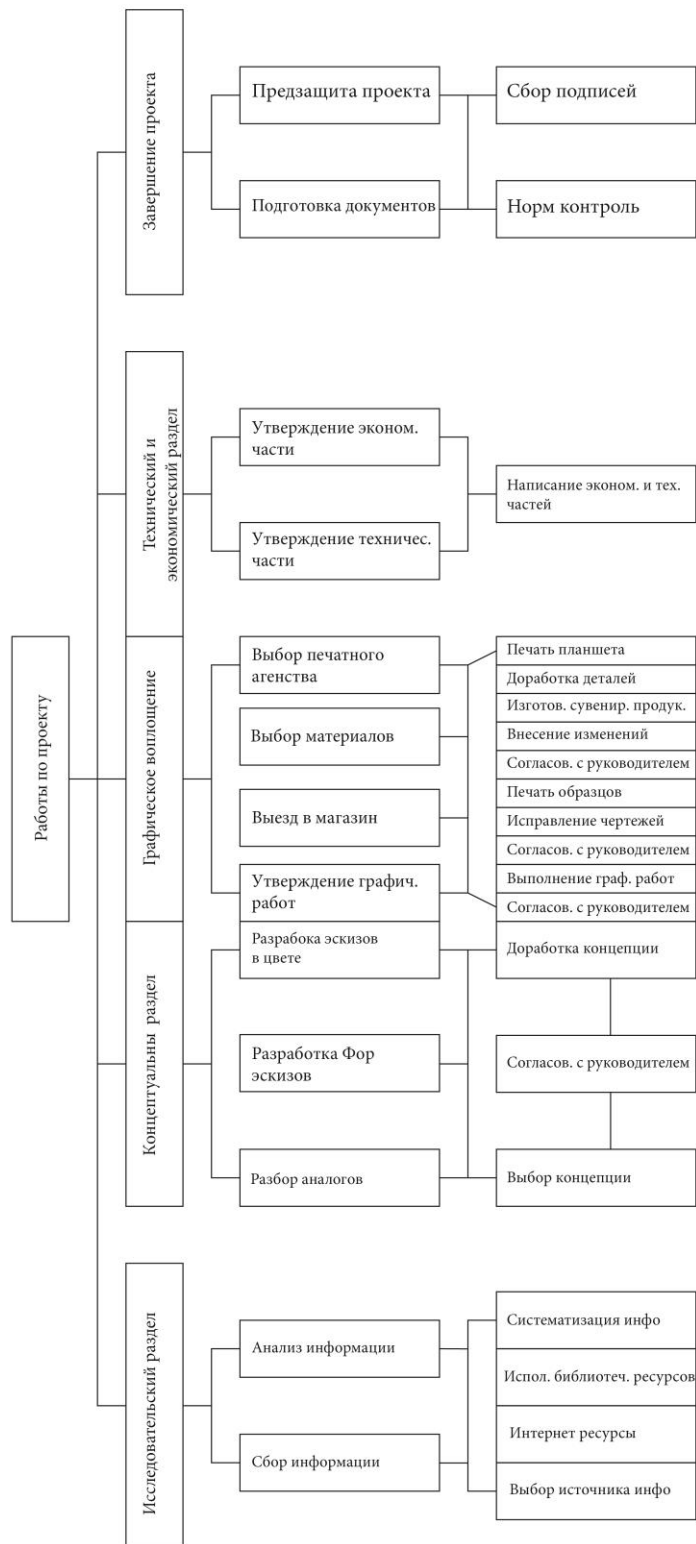 Работы по проекту
Завершение проекта
Предзащита проекта
Сбор подписей
Подготовка документов
Норм контроль
Технический и
экономический раздел
Утверждение эконом.
части
Утверждение техничес.
части
Написание эконом. и тех.
частей
Графическое воплощение
Выбор печатного
агенства
Выбор материалов
Выезд в магазин
Утверждение графич.
работ
Печать планшета
Доработка деталей
Изготов. сувенир. продук.
Внесение изменений
Согласов. с руководителем
Печать образцов
Исправление чертежей
Согласов. с руководителем
Выполнение граф. работ
Согласов. с руководителем
Концептуальны раздел
Разрабока эскизов
в цвете
Разработка Фор
эскизов
Разбор аналогов
Доработка концепции
Согласов. с руководителем
Выбор концепции
Исследовательский раздел
Анализ информации
Сбор информации
Систематизация инфо
Испол. библиотеч. ресурсов
Интернет ресурсы
Выбор источника инфо